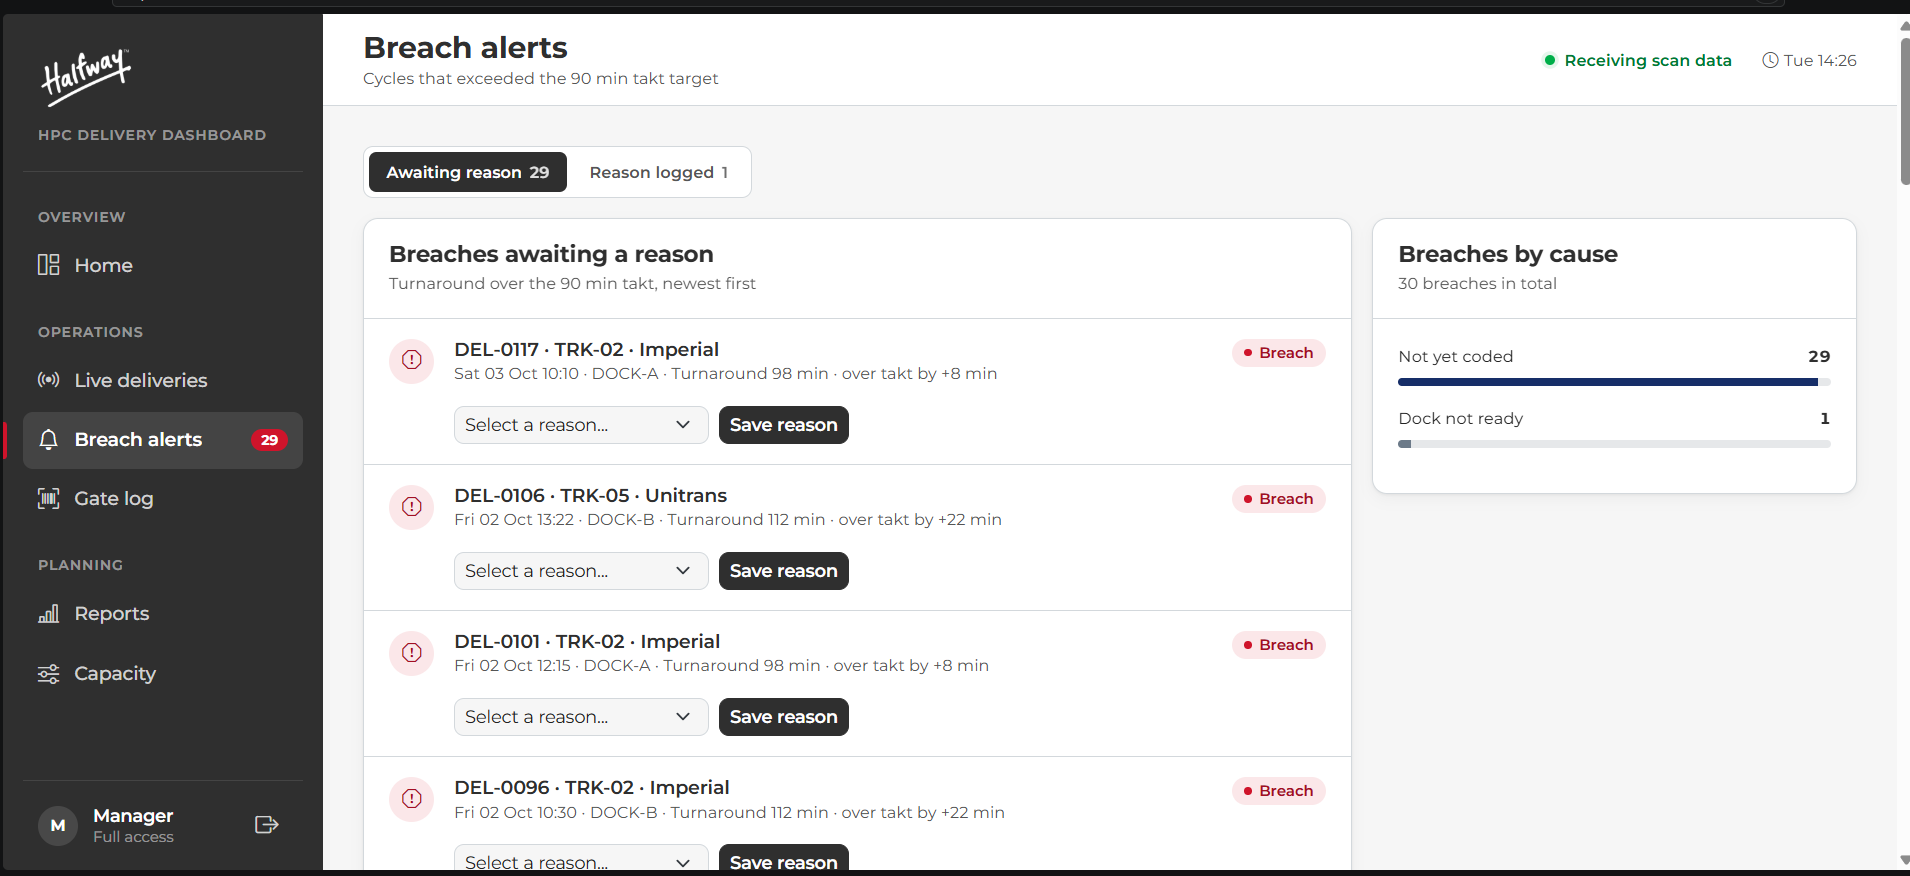 Halfway™
HPC DELIVERY DASHBOARD
OVERVIEW
Home
OPERATIONS
Live deliveries
Breach alerts 29
Gate log
PLANNING
Reports
Capacity
M
Manager
Full access
Breach alerts
Cycles that exceeded the 90 min takt target
Receiving scan data
Tue 14:26
Awaiting reason 29
Reason logged 1
Breaches awaiting a reason
Turnaround over the 90 min takt, newest first
DEL-0117 · TRK-02 · Imperial
Breach
Sat 03 Oct 10:10 · DOCK-A · Turnaround 98 min · over takt by +8 min
Select a reason...
Save reason
DEL-0106 · TRK-05 · Unitrans
Breach
Fri 02 Oct 13:22 · DOCK-B · Turnaround 112 min · over takt by +22 min
Select a reason...
Save reason
DEL-0101 · TRK-02 · Imperial
Breach
Fri 02 Oct 12:15 · DOCK-A · Turnaround 98 min · over takt by +8 min
Select a reason...
Save reason
DEL-0096 · TRK-02 · Imperial
Breach
Fri 02 Oct 10:30 · DOCK-B · Turnaround 112 min · over takt by +22 min
Select a reason...
Save reason
Breaches by cause
30 breaches in total
Not yet coded 29
Dock not ready 1